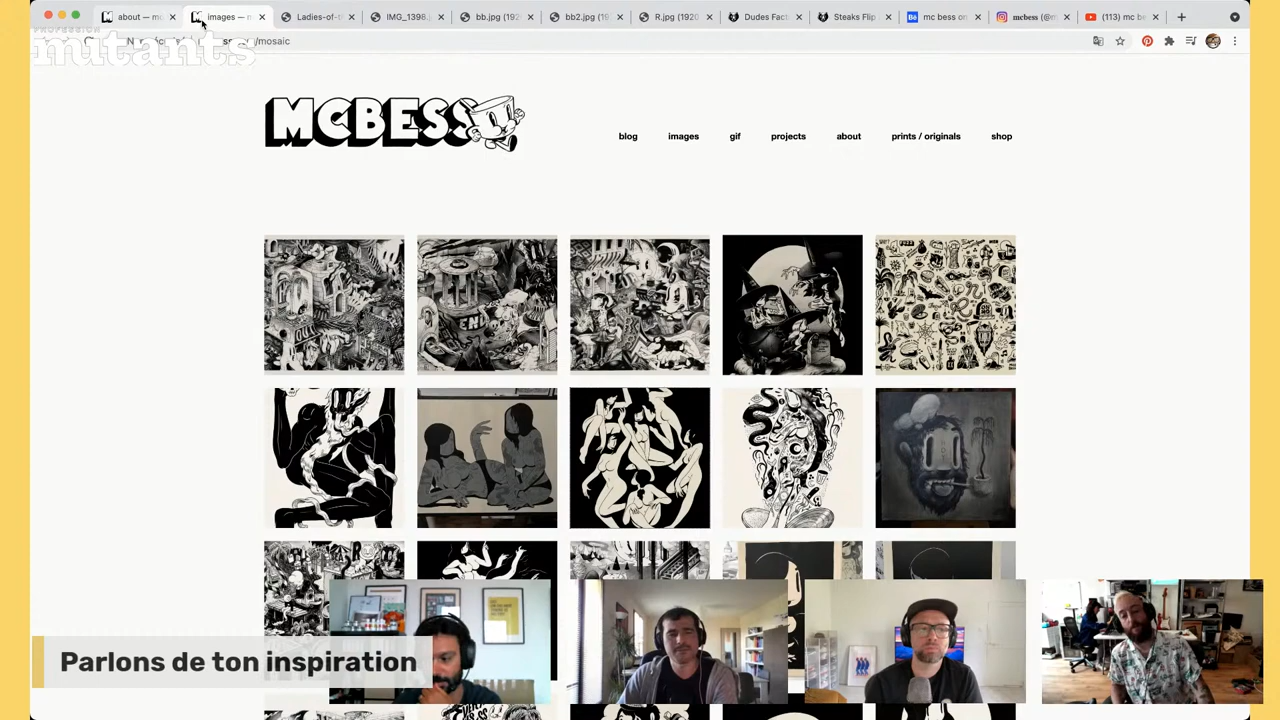 about — mc
images — m
Ladies-of-t
IMG_1398.j
bb.jpg (192
bb2.jpg (19
R.jpg (1920
Dudes Fact
Steaks Flip
mc bess on
mcbess (@m
(113) mc be
PROFESSION
mutants
/mosaic
MCBESS
blog
images
gif
projects
about
prints / originals
shop
Parlons de ton inspiration